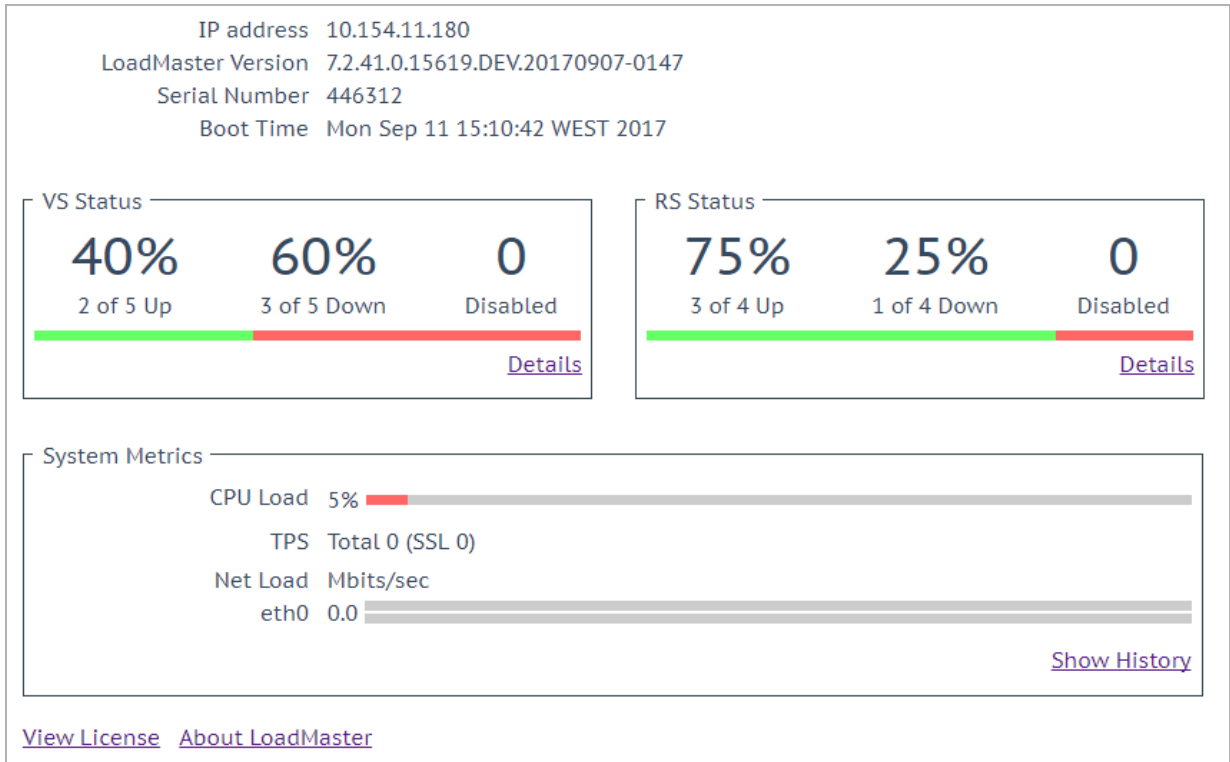 IP address 10.154.11.180
LoadMaster Version 7.2.41.0.15619.DEV.20170907-0147
Serial Number 446312
Boot Time Mon Sep 11 15:10:42 WEST 2017
VS Status
40% 60% 0
2 of 5 Up 3 of 5 Down Disabled
Details
RS Status
75% 25% 0
3 of 4 Up 1 of 4 Down Disabled
Details
System Metrics
CPU Load 5%
TPS Total 0 (SSL 0)
Net Load Mbits/sec
eth0 0.0
Show History
View License About LoadMaster